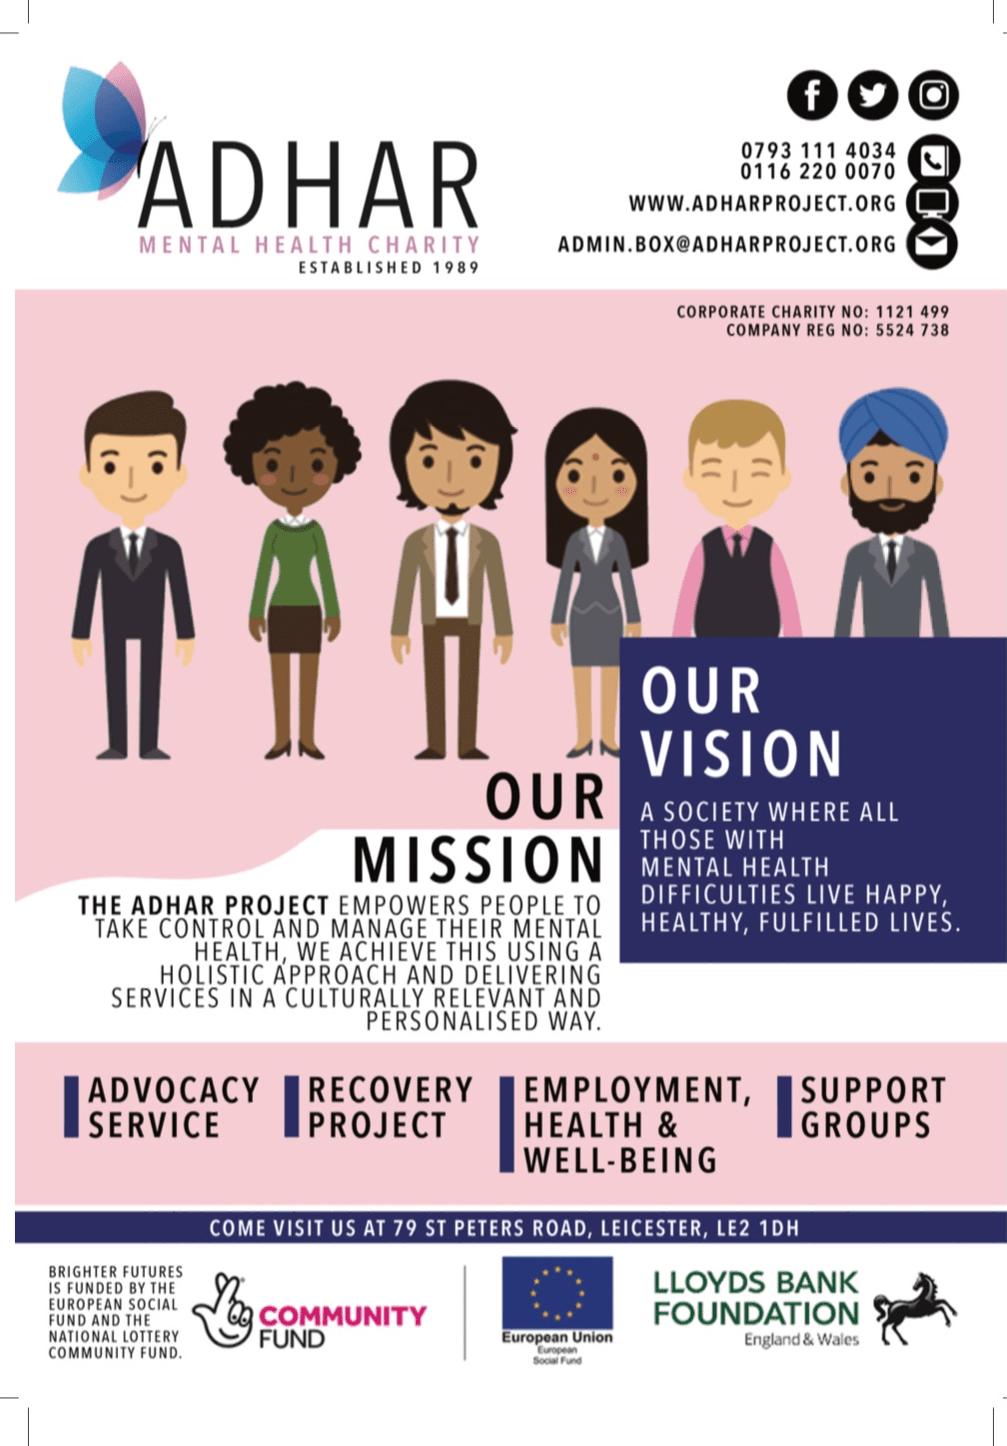 ADHAR
MENTAL HEALTH CHARITY
ESTABLISHED 1989
0793 111 4034
0116 220 0070
WWW.ADHARPROJECT.ORG
ADMIN.BOX@ADHARPROJECT.ORG
CORPORATE CHARITY NO: 1121 499
COMPANY REG NO: 5524 738
OUR
MISSION
THE ADHAR PROJECT EMPOWERS PEOPLE TO
TAKE CONTROL AND MANAGE THEIR MENTAL
HEALTH, WE ACHIEVE THIS USING A
HOLISTIC APPROACH AND DELIVERING
SERVICES IN A CULTURALLY RELEVANT AND
PERSONALISED WAY.
OUR
VISION
A SOCIETY WHERE ALL
THOSE WITH
MENTAL HEALTH
DIFFICULTIES LIVE HAPPY,
HEALTHY, FULFILLED LIVES.
ADVOCACY
SERVICE
RECOVERY
PROJECT
EMPLOYMENT,
HEALTH &
WELL-BEING
SUPPORT
GROUPS
COME VISIT US AT 79 ST PETERS ROAD, LEICESTER, LE2 1DH
BRIGHTER FUTURES
IS FUNDED BY THE
EUROPEAN SOCIAL
FUND AND THE
NATIONAL LOTTERY
COMMUNITY FUND.
COMMUNITY
FUND
European Union
European
Social Fund
LLOYDS BANK
FOUNDATION
England & Wales